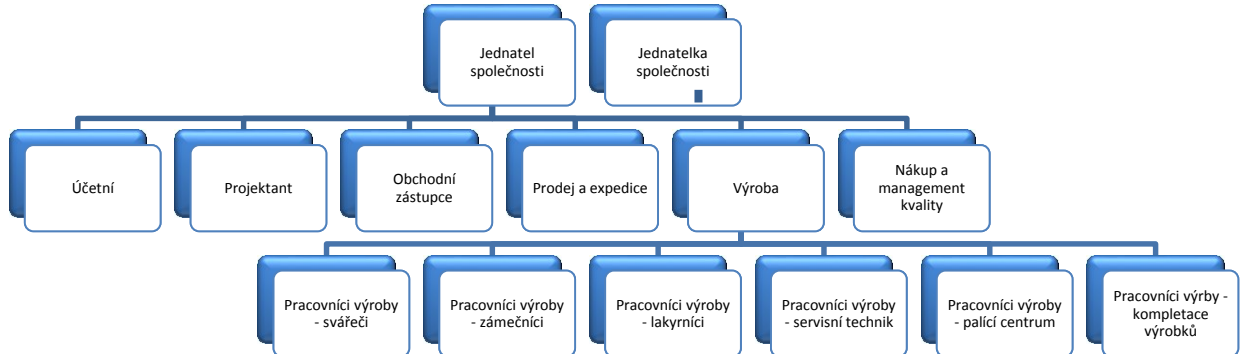 Jednatel
společnosti
Jednatelka
společnosti
Účetní
Projektant
Obchodní
zástupce
Prodej a expedice
Výroba
Nákup a
management
kvality
Pracovníci výroby
- svářeči
Pracovníci výroby
- zámečníci
Pracovníci výroby
- lakyrníci
Pracovníci výroby
- servisní technik
Pracovníci výroby
- palící centrum
Pracovníci výrby -
kompletace
výrobků